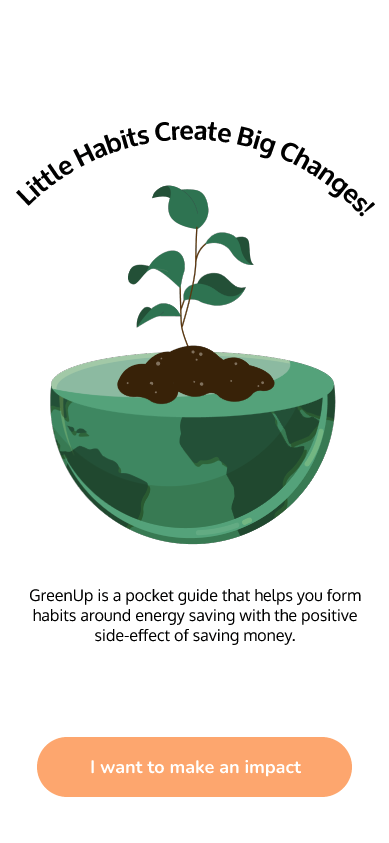 Little Habits Create Big Changes!
GreenUp is a pocket guide that helps you form
habits around energy saving with the positive
side-effect of saving money.
I want to make an impact